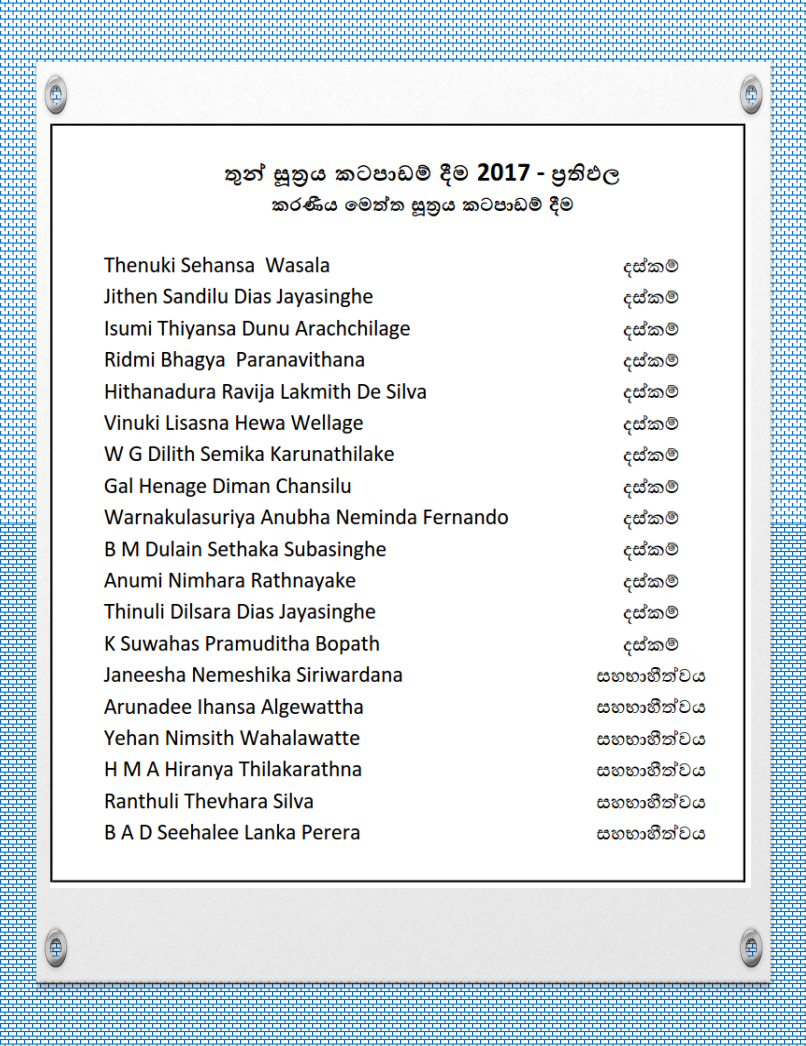 තුන් සූත්‍රය කටපාඩම් දීම 2017 - ප්‍රතිඵල
කරණීය මෙත්ත සූත්‍රය කටපාඩම් දීම
Thenuki Sehansa  Wasala දස්කම්
Jithen Sandilu Dias Jayasinghe දස්කම්
Isumi Thiyansa Dunu Arachchilage දස්කම්
Ridmi Bhagya  Paranavithana දස්කම්
Hithanadura Ravija Lakmith De Silva දස්කම්
Vinuki Lisasna Hewa Wellage දස්කම්
W G Dilith Semika Karunathilake දස්කම්
Gal Henage Diman Chansilu දස්කම්
Warnakulasuriya Anubha Neminda Fernando දස්කම්
B M Dulain Sethaka Subasinghe දස්කම්
Anumi Nimhara Rathnayake දස්කම්
Thinuli Dilsara Dias Jayasinghe දස්කම්
K Suwahas Pramuditha Bopath දස්කම්
Janeesha Nemeshika Siriwardana සහභාගීත්වය
Arunadee Ihansa Algewattha සහභාගීත්වය
Yehan Nimsith Wahalawatte සහභාගීත්වය
H M A Hiranya Thilakarathna සහභාගීත්වය
Ranthuli Thevhara Silva සහභාගීත්වය
B A D Seehalee Lanka Perera සහභාගීත්වය